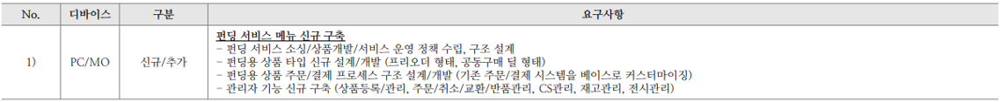 No. 디바이스 구분 요구사항
펀딩 서비스 메뉴 신규 구축
- 펀딩 서비스 소싱/상품개발/서비스 운영 정책 수립, 구조 설계
1) PC/MO 신규/추가 - 펀딩용 상품 타입 신규 설계/개발 (프리오더 형태, 공동구매 딜 형태)
- 펀딩용 상품 주문/결제 프로세스 구조 설계/개발 (기존 주문/결제 시스템을 베이스로 커스터마이징)
- 관리자 기능 신규 구축 (상품등록/관리, 주문/취소/교환/반품관리, CS관리, 재고관리, 전시관리)